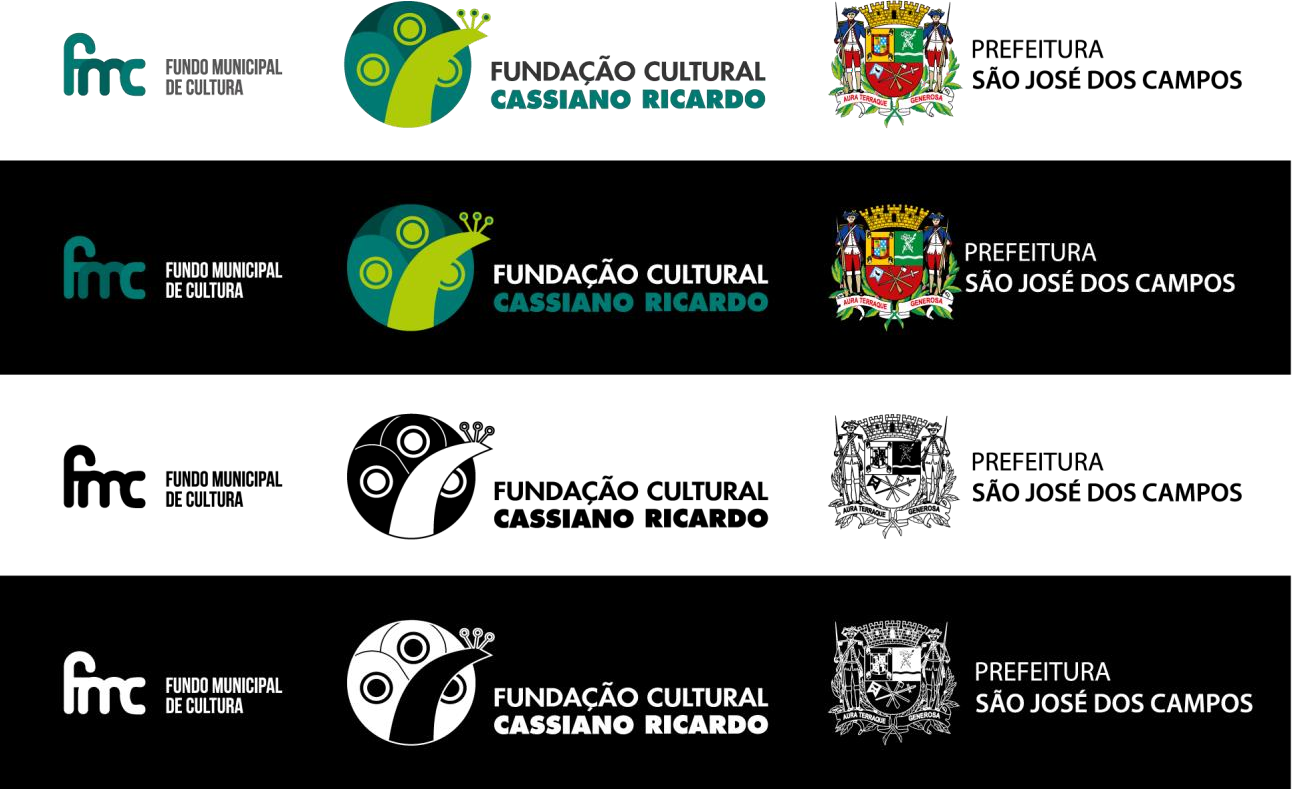 fmc
FUNDO MUNICIPAL
DE CULTURA
FUNDAÇÃO CULTURAL
CASSIANO RICARDO
AURA TERRAQUE GENEROSA
PREFEITURA
SÃO JOSÉ DOS CAMPOS
fmc
FUNDO MUNICIPAL
DE CULTURA
FUNDAÇÃO CULTURAL
CASSIANO RICARDO
AURA TERRAQUE GENEROSA
PREFEITURA
SÃO JOSÉ DOS CAMPOS
fmc
FUNDO MUNICIPAL
DE CULTURA
FUNDAÇÃO CULTURAL
CASSIANO RICARDO
AURA TERRAQUE GENEROSA
PREFEITURA
SÃO JOSÉ DOS CAMPOS
fmc
FUNDO MUNICIPAL
DE CULTURA
FUNDAÇÃO CULTURAL
CASSIANO RICARDO
AURA TERRAQUE GENEROSA
PREFEITURA
SÃO JOSÉ DOS CAMPOS